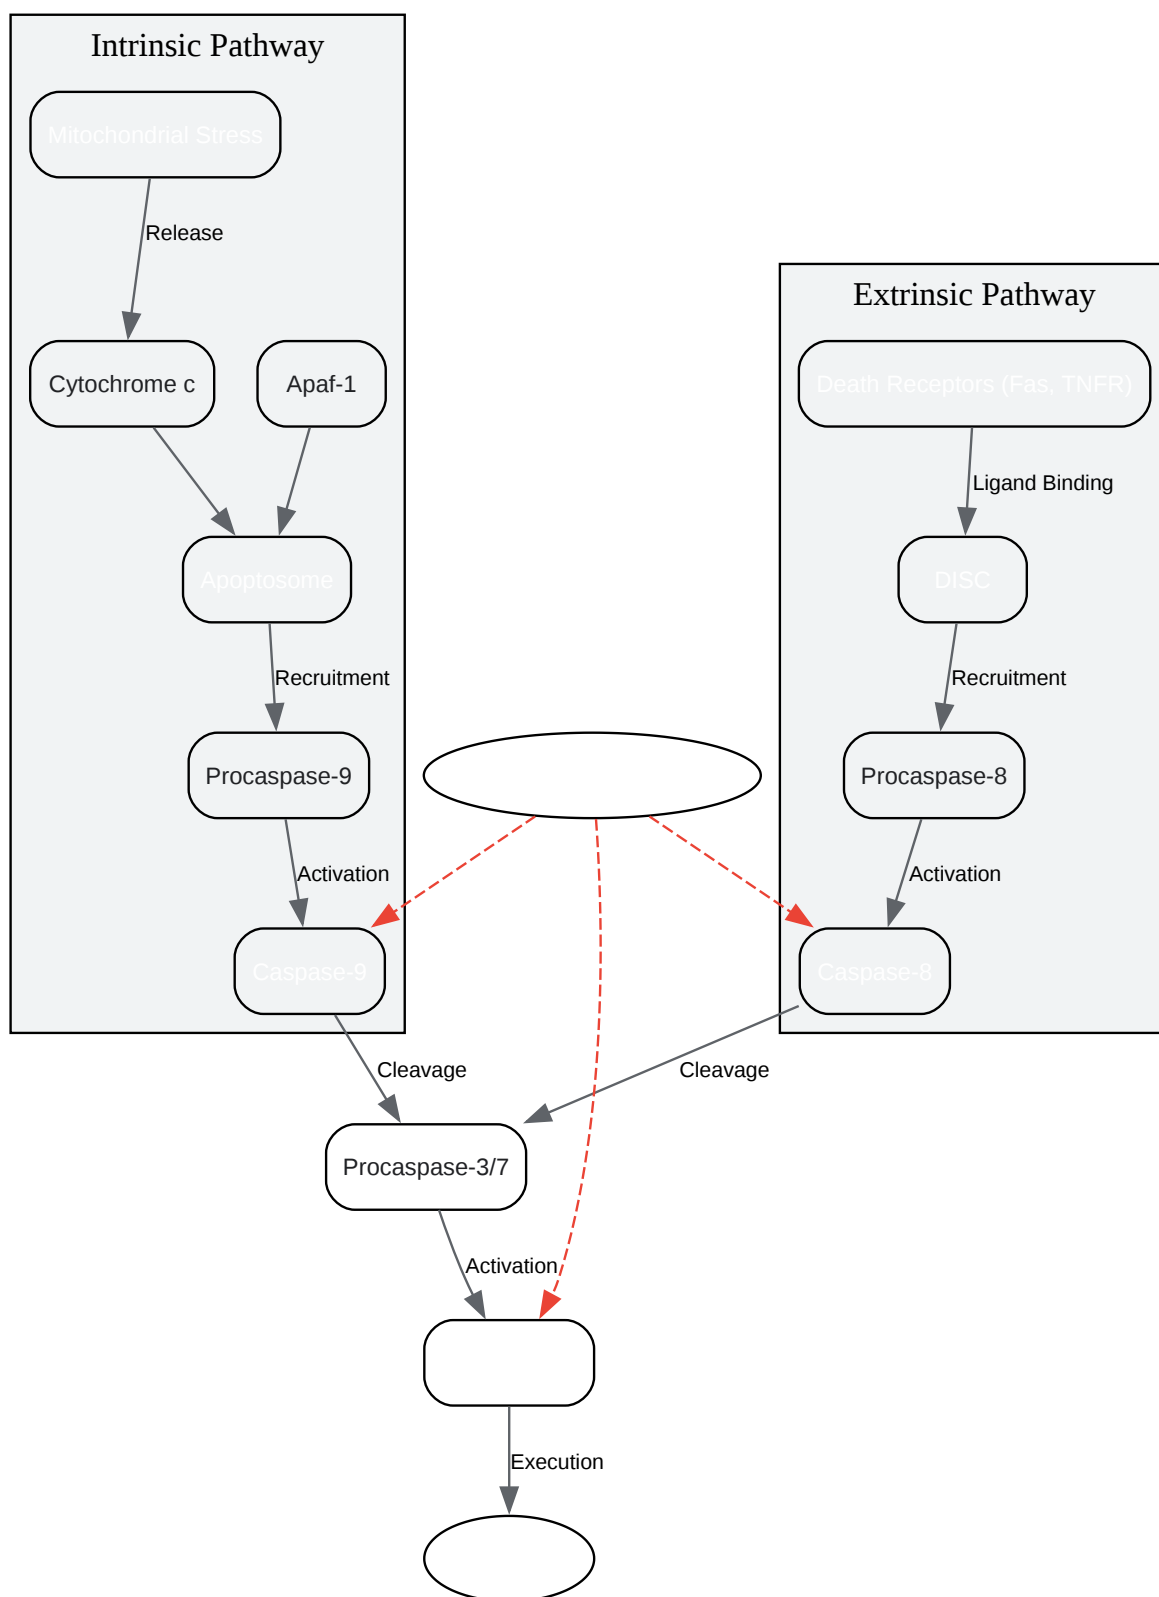 Intrinsic Pathway
Mitochondrial Stress
Release
Extrinsic Pathway
Cytochrome c
Apaf-1
Death Receptors (Fas, TNFR)
Ligand Binding
Apoptosome
DISC
Recruitment
Recruitment
Procaspase-9
Procaspase-8
Activation
Activation
Caspase-9
Caspase-8
Cleavage
Cleavage
Procaspase-3/7
Activation
Execution